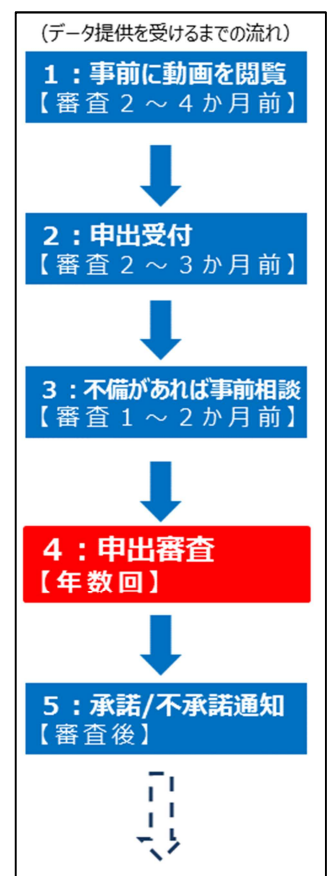 (データ提供を受けるまでの流れ)
1：事前に動画を閲覧
【審査2～4か月前】
2：申出受付
【審査2～3か月前】
3：不備があれば事前相談
【審査1～2か月前】
4：申出審査
【年数回】
5：承諾/不承諾通知
【審査後】